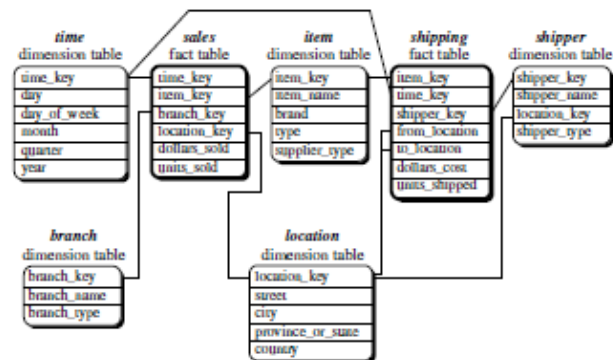 time
dimension table
time_key
day
day_of_week
month
quarter
year
sales
fact table
time_key
item_key
branch_key
location_key
dollars_sold
units_sold
item
dimension table
item_key
item_name
brand
type
supplier_type
shipping
fact table
item_key
time_key
shipper_key
from_location
to_location
dollars_cost
units_shipped
shipper
dimension table
shipper_key
shipper_name
location_key
shipper_type
branch
dimension table
branch_key
branch_name
branch_type
location
dimension table
location_key
street
city
province_or_state
country